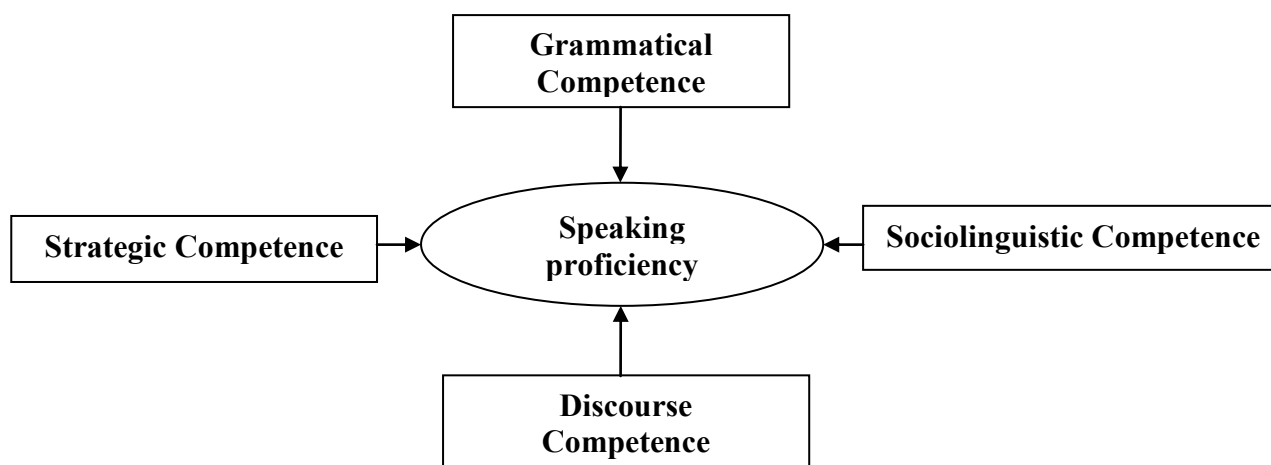 Grammatical
Competence
Strategic Competence
Speaking
proficiency
Sociolinguistic Competence
Discourse
Competence